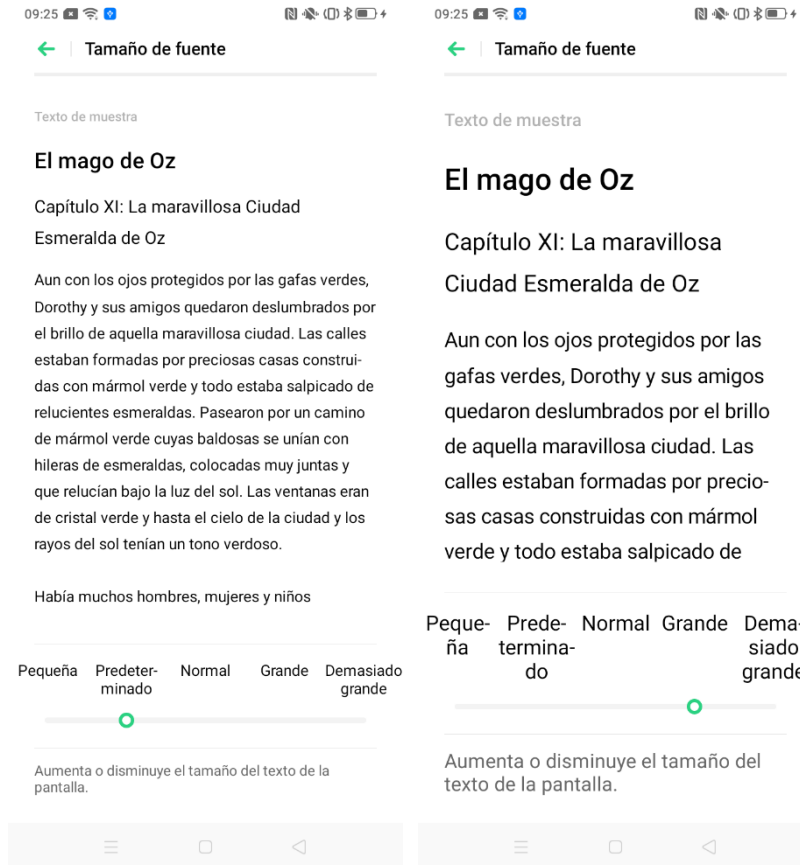 09:25
Tamaño de fuente
Texto de muestra
El mago de Oz
Capítulo XI: La maravillosa Ciudad
Esmeralda de Oz
Aun con los ojos protegidos por las gafas verdes,
Dorothy y sus amigos quedaron deslumbrados por
el brillo de aquella maravillosa ciudad. Las calles
estaban formadas por preciosas casas construi-
das con mármol verde y todo estaba salpicado de
relucientes esmeraldas. Pasearon por un camino
de mármol verde cuyas baldosas se unían con
hileras de esmeraldas, colocadas muy juntas y
que relucían bajo la luz del sol. Las ventanas eran
de cristal verde y hasta el cielo de la ciudad y los
rayos del sol tenían un tono verdoso.
Había muchos hombres, mujeres y niños
Pequeña
Predeter-
minado
Normal
Grande
Demasiado
grande
Aumenta o disminuye el tamaño del texto de la
pantalla.
09:25
Tamaño de fuente
Texto de muestra
El mago de Oz
Capítulo XI: La maravillosa
Ciudad Esmeralda de Oz
Aun con los ojos protegidos por las
gafas verdes, Dorothy y sus amigos
quedaron deslumbrados por el brillo
de aquella maravillosa ciudad. Las
calles estaban formadas por precio-
sas casas construidas con mármol
verde y todo estaba salpicado de
Peque-
ña
Prede-
termina-
do
Normal
Grande
Dema-
siado
grande
Aumenta o disminuye el tamaño del
texto de la pantalla.